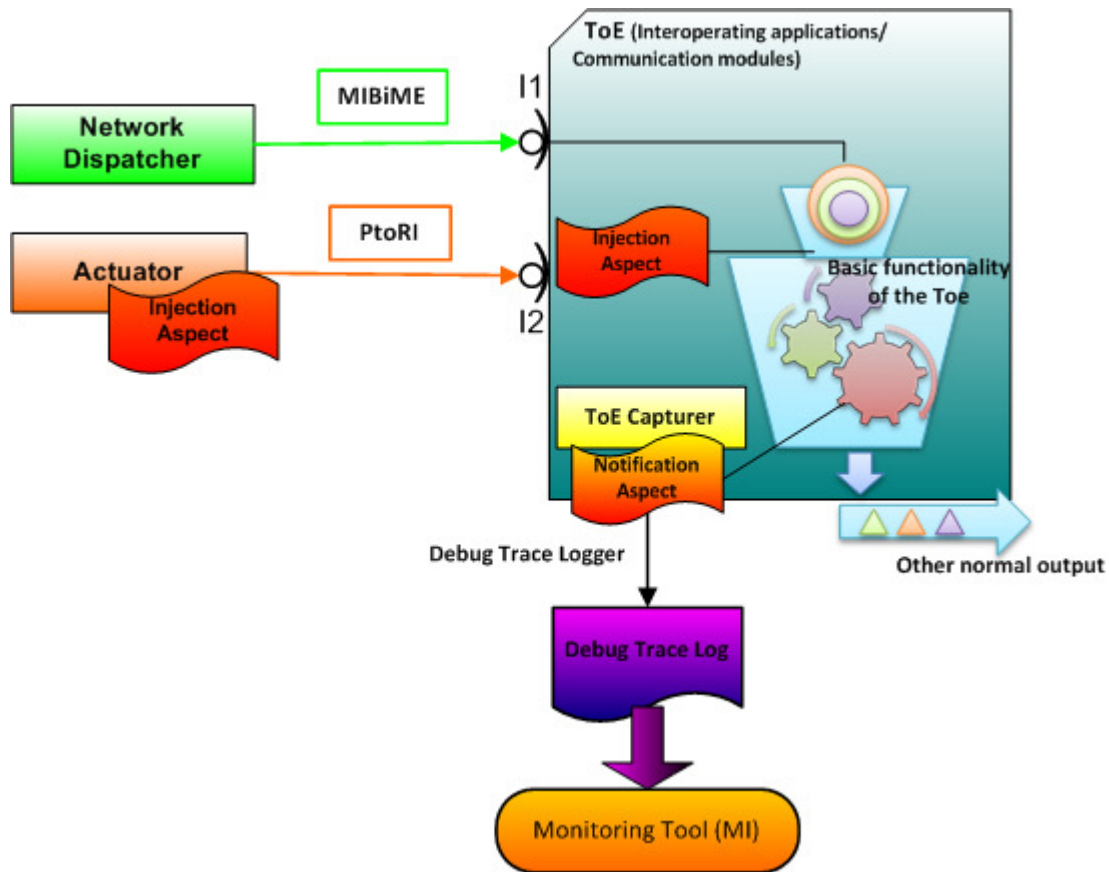 ToE (Interoperating applications/
Communication modules)
MIBiME
I1
Network
Dispatcher
PtoRI
Actuator
Injection
Aspect
I2
Injection
Aspect
Basic functionality
of the Toe
ToE Capturer
Notification
Aspect
Debug Trace Logger
Other normal output
Debug Trace Log
Monitoring Tool (MI)